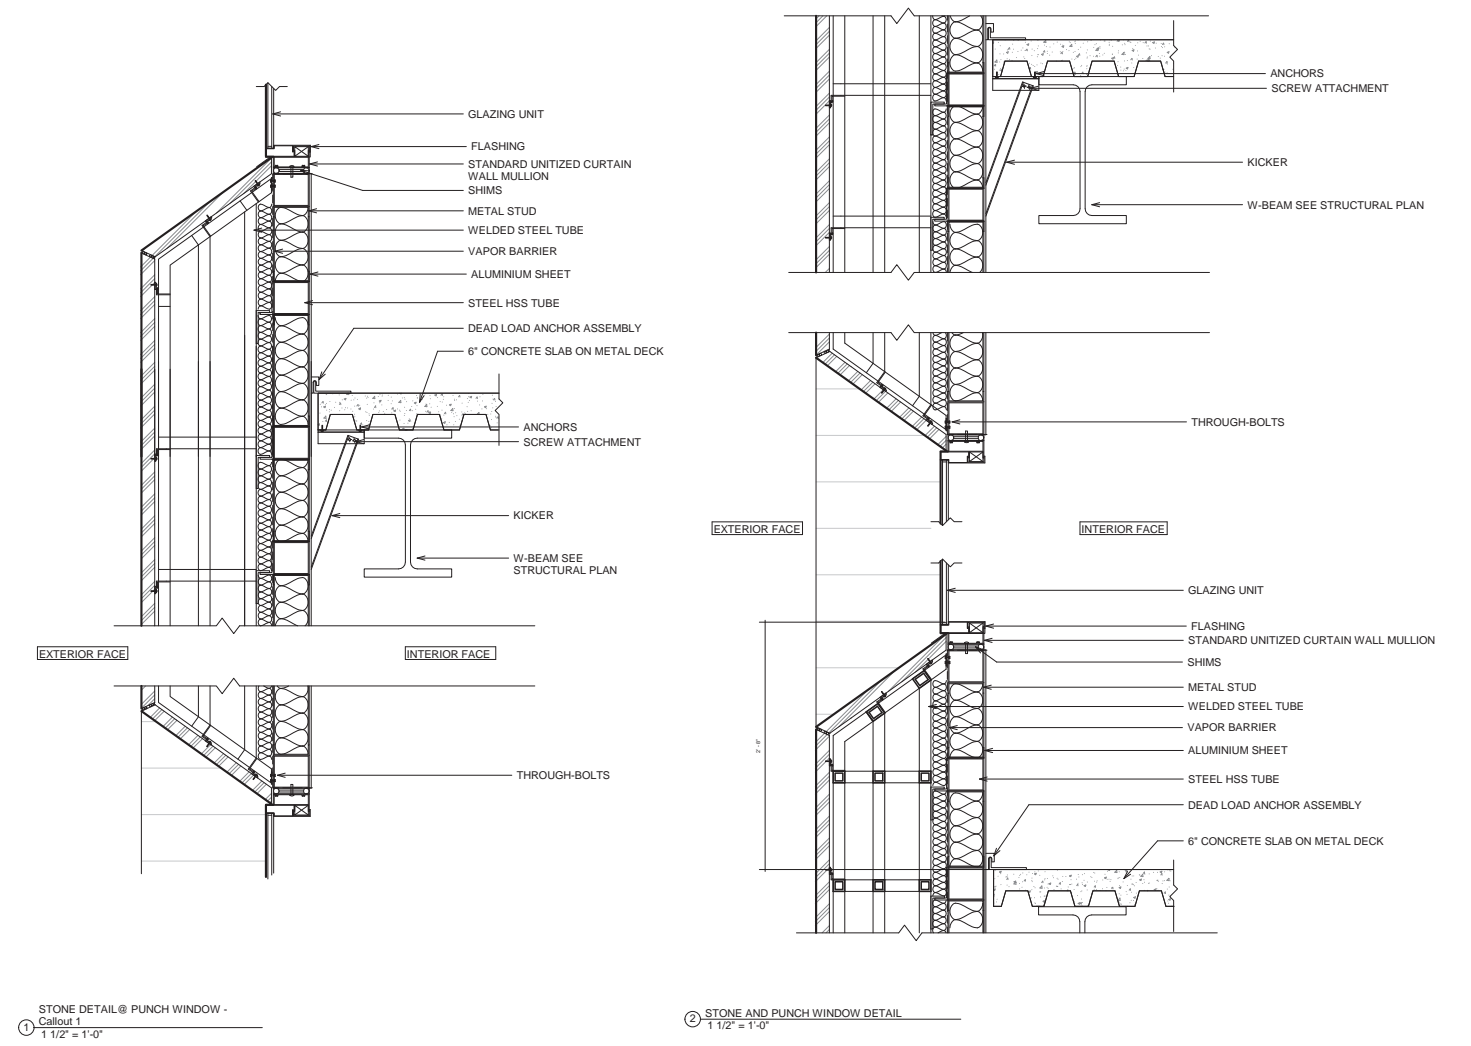 GLAZING UNIT
FLASHING
STANDARD UNITIZED CURTAIN
WALL MULLION
SHIMS
METAL STUD
WELDED STEEL TUBE
VAPOR BARRIER
ALUMINIUM SHEET
STEEL HSS TUBE
DEAD LOAD ANCHOR ASSEMBLY
6" CONCRETE SLAB ON METAL DECK
ANCHORS
SCREW ATTACHMENT
KICKER
W-BEAM SEE
STRUCTURAL PLAN
EXTERIOR FACE
INTERIOR FACE
THROUGH-BOLTS
1
STONE DETAIL@ PUNCH WINDOW -
Callout 1
1 1/2" = 1'-0"
ANCHORS
SCREW ATTACHMENT
KICKER
W-BEAM SEE STRUCTURAL PLAN
THROUGH-BOLTS
EXTERIOR FACE
INTERIOR FACE
GLAZING UNIT
FLASHING
STANDARD UNITIZED CURTAIN WALL MULLION
SHIMS
METAL STUD
WELDED STEEL TUBE
VAPOR BARRIER
2' - 8"
ALUMINIUM SHEET
STEEL HSS TUBE
DEAD LOAD ANCHOR ASSEMBLY
6" CONCRETE SLAB ON METAL DECK
2
STONE AND PUNCH WINDOW DETAIL
1 1/2" = 1'-0"